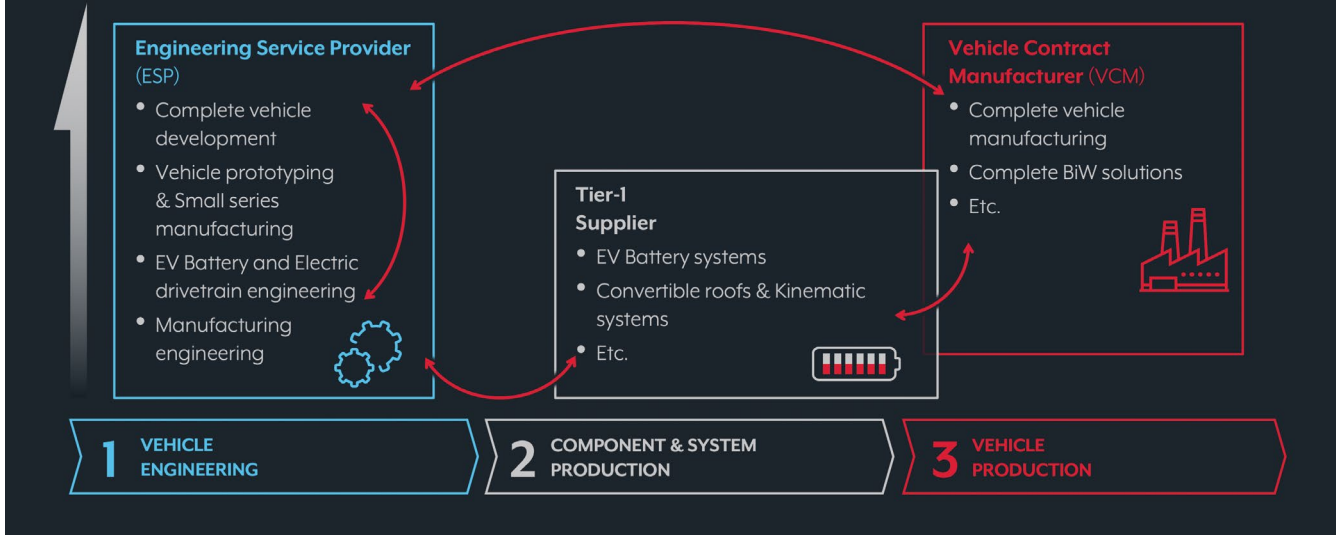 Engineering Service Provider
(ESP)
• Complete vehicle
development
• Vehicle prototyping
& Small series
manufacturing
• EV Battery and Electric
drivetrain engineering
• Manufacturing
engineering
Tier-1
Supplier
• EV Battery systems
• Convertible roofs & Kinematic
systems
• Etc.
Vehicle Contract
Manufacturer (VCM)
• Complete vehicle
manufacturing
• Complete BiW solutions
• Etc.
1 VEHICLE
ENGINEERING
2 COMPONENT & SYSTEM
PRODUCTION
3 VEHICLE
PRODUCTION